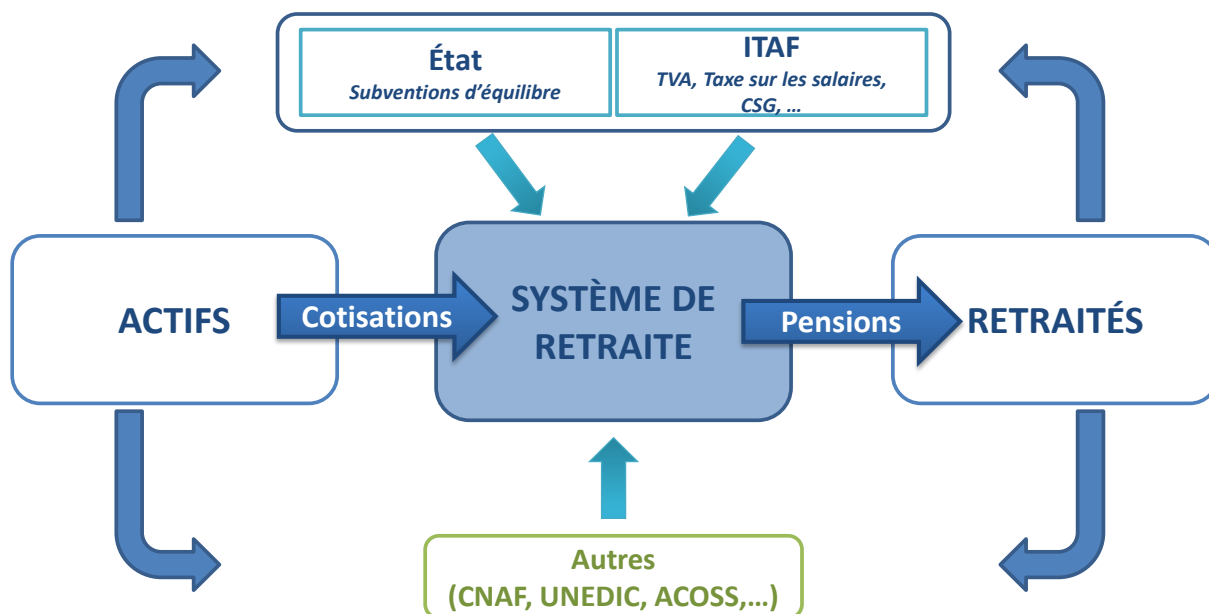 État
Subventions d’équilibre
ITAF
TVA, Taxe sur les salaires,
CSG, …
ACTIFS
Cotisations
SYSTÈME DE
RETRAITE
Pensions
RETRAITÉS
Autres
(CNAF, UNEDIC, ACOSS,…)